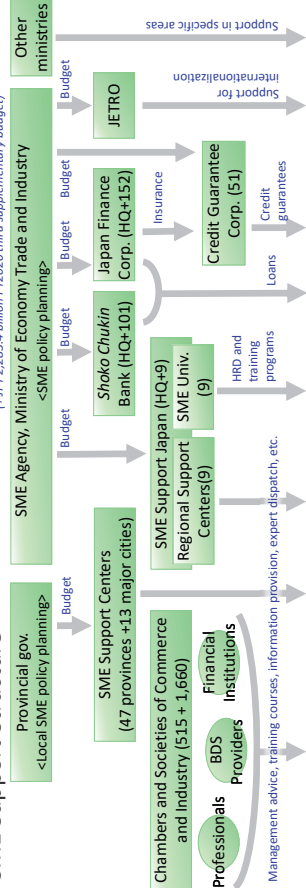 SME Support Structure
2020 third supplementary budget)
Provincial gov.
<Local SME policy planning>
SME Agency, Ministry of Economy Trade and Industry
<SME policy planning>
Other
ministries
Budget
Budget
Budget
Budget
Budget
Budget
SME Support Centers
(47 provinces +13 major cities)
Shoko Chukin
Bank (HQ+101)
Japan Finance
Corp. (HQ+152)
JETRO
Insurance
Chambers and Societies of Commerce
and Industry (515 + 1,660)
SME Support Japan (HQ+9)
Regional Support
Centers(9)
SME Univ.
(9)
Credit Guarantee
Corp. (51)
Professionals
BDS
Providers
Financial
Institutions
HRD and
training
programs
Loans
Credit
guarantees
Support for
internationalization
Support in specific areas
Management advice, training courses, information provision, expert dispatch, etc.